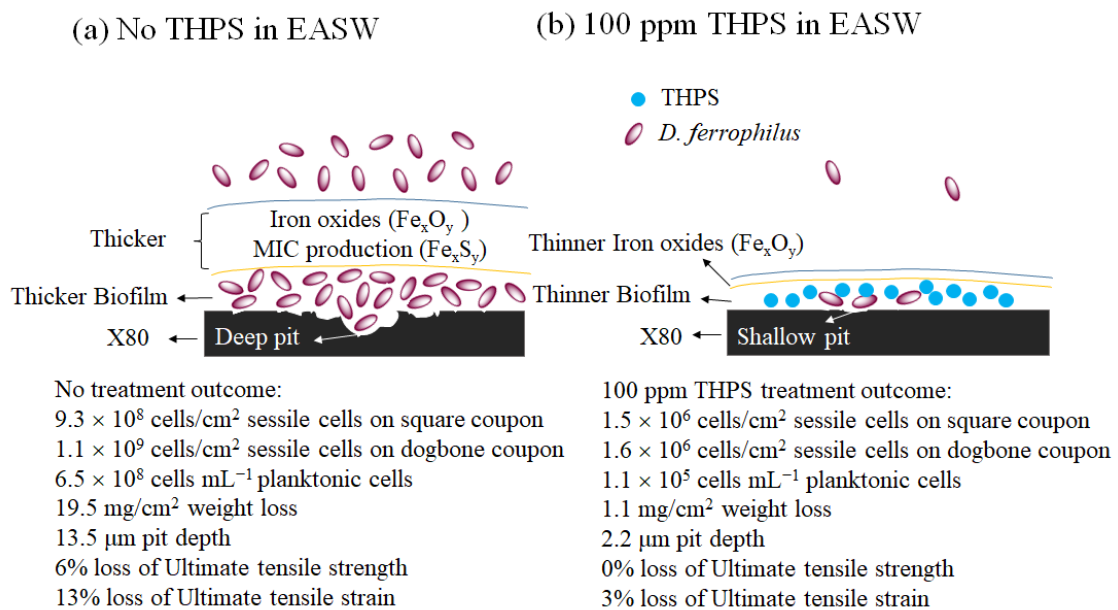 (a) No THPS in EASW
Iron oxides (FeₓOᵧ )
MIC production (FeₓSᵧ)
Thicker
Thicker Biofilm
X80
Deep pit
No treatment outcome:
9.3 × 10⁸ cells/cm² sessile cells on square coupon
1.1 × 10⁹ cells/cm² sessile cells on dogbone coupon
6.5 × 10⁸ cells mL⁻¹ planktonic cells
19.5 mg/cm² weight loss
13.5 μm pit depth
6% loss of Ultimate tensile strength
13% loss of Ultimate tensile strain
(b) 100 ppm THPS in EASW
THPS
D. ferrophilus
Thinner Iron oxides (FeₓOᵧ)
Thinner Biofilm
X80
Shallow pit
100 ppm THPS treatment outcome:
1.5 × 10⁶ cells/cm² sessile cells on square coupon
1.6 × 10⁶ cells/cm² sessile cells on dogbone coupon
1.1 × 10⁵ cells mL⁻¹ planktonic cells
1.1 mg/cm² weight loss
2.2 μm pit depth
0% loss of Ultimate tensile strength
3% loss of Ultimate tensile strain